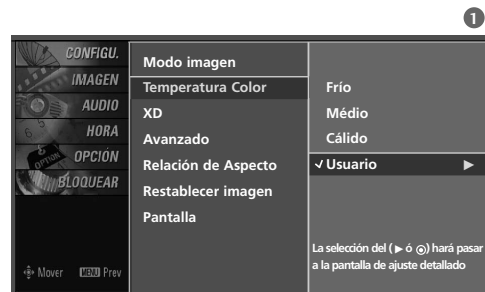 1
CONFIGU.
IMAGEN
AUDIO
HORA
OPCIÓN
BLOQUEAR
Mover MENU Prev
Modo imagen
Temperatura Color
XD
Avanzado
Relación de Aspecto
Restablecer imagen
Pantalla
Frío
Médio
Cálido
✓ Usuario ▶
La selección del ( ▶ ó ◉) hará pasar
a la pantalla de ajuste detallado